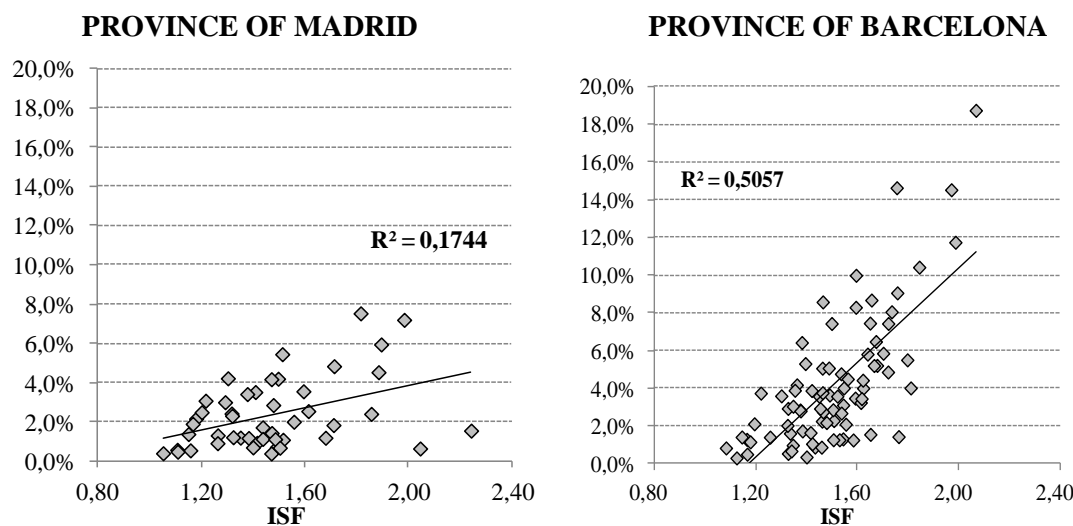 PROVINCE OF MADRID
20,0%
18,0%
16,0%
14,0%
12,0%
10,0%
8,0%
6,0%
4,0%
2,0%
0,0%
R² = 0,1744
0,80 1,20 1,60 2,00 2,40
ISF
PROVINCE OF BARCELONA
20,0%
18,0%
16,0%
14,0%
12,0%
10,0%
8,0%
6,0%
4,0%
2,0%
0,0%
R² = 0,5057
0,80 1,20 1,60 2,00 2,40
ISF